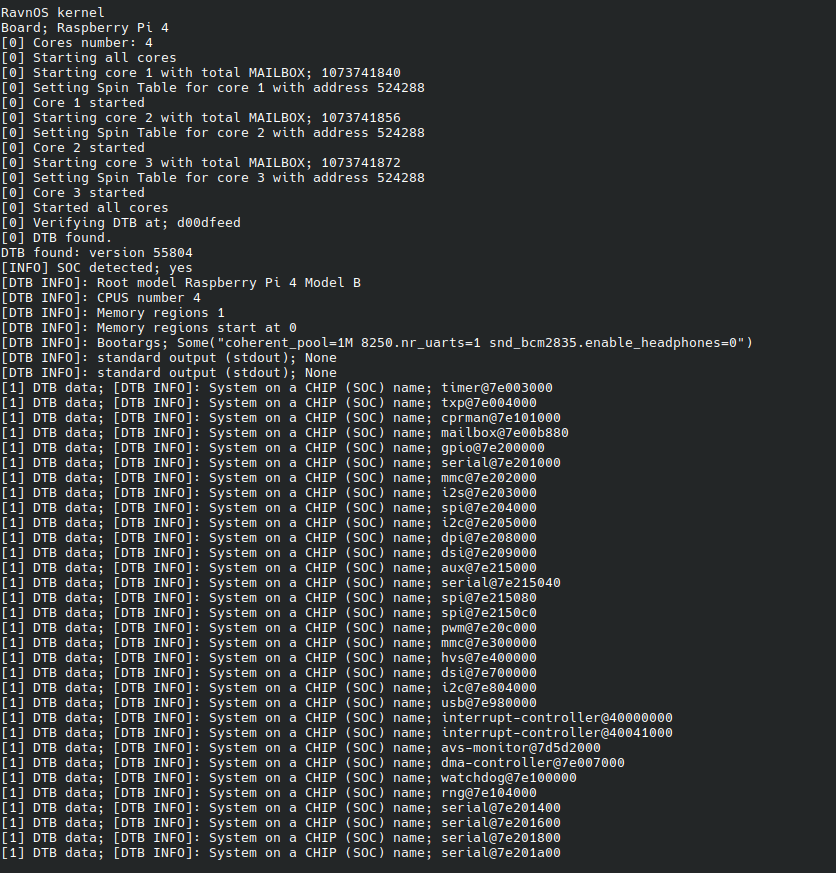 RavnOS kernel
Board; Raspberry Pi 4
[0] Cores number: 4
[0] Starting all cores
[0] Starting core 1 with total MAILBOX; 1073741840
[0] Setting Spin Table for core 1 with address 524288
[0] Core 1 started
[0] Starting core 2 with total MAILBOX; 1073741856
[0] Setting Spin Table for core 2 with address 524288
[0] Core 2 started
[0] Starting core 3 with total MAILBOX; 1073741872
[0] Setting Spin Table for core 3 with address 524288
[0] Core 3 started
[0] Started all cores
[0] Verifying DTB at; d00dfeed
[0] DTB found.
DTB found: version 55804
[INFO] SOC detected; yes
[DTB INFO]: Root model Raspberry Pi 4 Model B
[DTB INFO]: CPUS number 4
[DTB INFO]: Memory regions 1
[DTB INFO]: Memory regions start at 0
[DTB INFO]: Bootargs; Some("coherent_pool=1M 8250.nr_uarts=1 snd_bcm2835.enable_headphones=0")
[DTB INFO]: standard output (stdout); None
[DTB INFO]: standard output (stdout); None
[1] DTB data; [DTB INFO]: System on a CHIP (SOC) name; timer@7e003000
[1] DTB data; [DTB INFO]: System on a CHIP (SOC) name; txp@7e004000
[1] DTB data; [DTB INFO]: System on a CHIP (SOC) name; cprman@7e101000
[1] DTB data; [DTB INFO]: System on a CHIP (SOC) name; mailbox@7e00b880
[1] DTB data; [DTB INFO]: System on a CHIP (SOC) name; gpio@7e200000
[1] DTB data; [DTB INFO]: System on a CHIP (SOC) name; serial@7e201000
[1] DTB data; [DTB INFO]: System on a CHIP (SOC) name; mmc@7e202000
[1] DTB data; [DTB INFO]: System on a CHIP (SOC) name; i2s@7e203000
[1] DTB data; [DTB INFO]: System on a CHIP (SOC) name; spi@7e204000
[1] DTB data; [DTB INFO]: System on a CHIP (SOC) name; i2c@7e205000
[1] DTB data; [DTB INFO]: System on a CHIP (SOC) name; dpi@7e208000
[1] DTB data; [DTB INFO]: System on a CHIP (SOC) name; dsi@7e209000
[1] DTB data; [DTB INFO]: System on a CHIP (SOC) name; aux@7e215000
[1] DTB data; [DTB INFO]: System on a CHIP (SOC) name; serial@7e215040
[1] DTB data; [DTB INFO]: System on a CHIP (SOC) name; spi@7e215080
[1] DTB data; [DTB INFO]: System on a CHIP (SOC) name; spi@7e2150c0
[1] DTB data; [DTB INFO]: System on a CHIP (SOC) name; pwm@7e20c000
[1] DTB data; [DTB INFO]: System on a CHIP (SOC) name; mmc@7e300000
[1] DTB data; [DTB INFO]: System on a CHIP (SOC) name; hvs@7e400000
[1] DTB data; [DTB INFO]: System on a CHIP (SOC) name; dsi@7e700000
[1] DTB data; [DTB INFO]: System on a CHIP (SOC) name; i2c@7e804000
[1] DTB data; [DTB INFO]: System on a CHIP (SOC) name; usb@7e980000
[1] DTB data; [DTB INFO]: System on a CHIP (SOC) name; interrupt-controller@40000000
[1] DTB data; [DTB INFO]: System on a CHIP (SOC) name; interrupt-controller@40041000
[1] DTB data; [DTB INFO]: System on a CHIP (SOC) name; avs-monitor@7d5d2000
[1] DTB data; [DTB INFO]: System on a CHIP (SOC) name; dma-controller@7e007000
[1] DTB data; [DTB INFO]: System on a CHIP (SOC) name; watchdog@7e100000
[1] DTB data; [DTB INFO]: System on a CHIP (SOC) name; rng@7e104000
[1] DTB data; [DTB INFO]: System on a CHIP (SOC) name; serial@7e201400
[1] DTB data; [DTB INFO]: System on a CHIP (SOC) name; serial@7e201600
[1] DTB data; [DTB INFO]: System on a CHIP (SOC) name; serial@7e201800
[1] DTB data; [DTB INFO]: System on a CHIP (SOC) name; serial@7e201a00